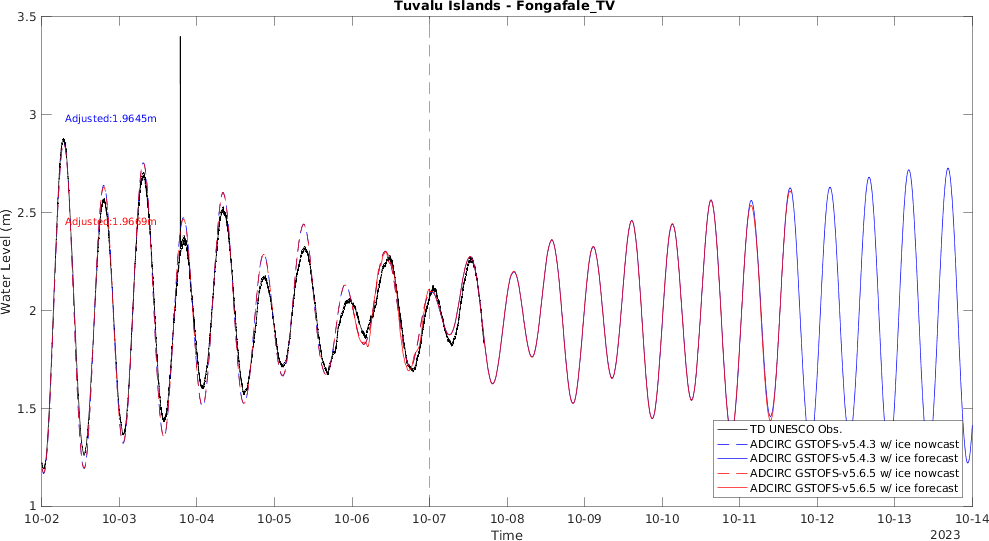 Tuvalu Islands - Fongafale_TV
3.5
3
2.5
2
1.5
1
Water Level (m)
Adjusted:1.9645m
Adjusted:1.9669m
TD UNESCO Obs.
ADCIRC GSTOFS-v5.4.3 w/ ice nowcast
ADCIRC GSTOFS-v5.4.3 w/ ice forecast
ADCIRC GSTOFS-v5.6.5 w/ ice nowcast
ADCIRC GSTOFS-v5.6.5 w/ ice forecast
10-02 10-03 10-04 10-05 10-06 10-07 10-08 10-09 10-10 10-11 10-12 10-13 10-14
Time
2023